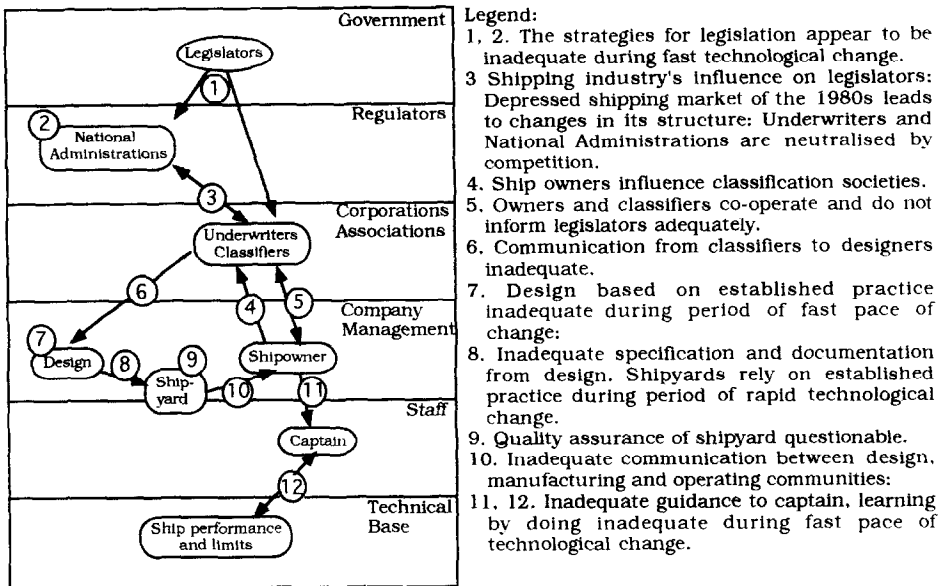 Government
Legislators
1
Regulators
2
National
Administrations
3
Corporations
Associations
Underwriters
Classifiers
6
4
5
Company
Management
7
Design
8
9
Ship-
yard
10
Shipowner
11
Staff
Captain
12
Technical
Base
Ship performance
and limits
Legend:
1, 2. The strategies for legislation appear to be
inadequate during fast technological change.
3 Shipping industry's influence on legislators:
Depressed shipping market of the 1980s leads
to changes in its structure: Underwriters and
National Administrations are neutralised by
competition.
4. Ship owners influence classification societies.
5. Owners and classifiers co-operate and do not
inform legislators adequately.
6. Communication from classifiers to designers
inadequate.
7. Design based on established practice
inadequate during period of fast pace of
change:
8. Inadequate specification and documentation
from design. Shipyards rely on established
practice during period of rapid technological
change.
9. Quality assurance of shipyard questionable.
10. Inadequate communication between design,
manufacturing and operating communities:
11, 12. Inadequate guidance to captain, learning
by doing inadequate during fast pace of
technological change.